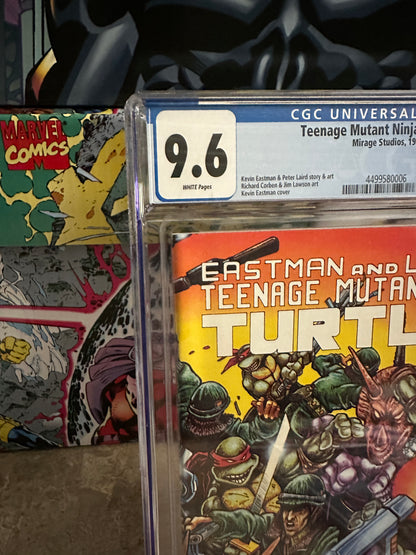 MARVEL
COMICS
CGC UNIVERSAL
9.6
WHITE Pages
Teenage Mutant Ninja
Mirage Studios, 19
Kevin Eastman & Peter Laird story & art
Richard Corben & Jim Lawson art
Kevin Eastman cover
4499580006
EASTMAN AND L
TEENAGE MUTAN
TURTL